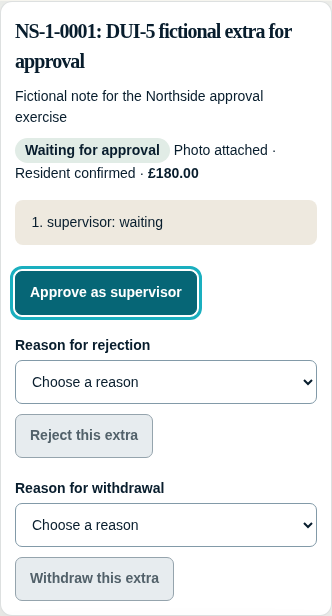 NS-1-0001: DUI-5 fictional extra for
approval
Fictional note for the Northside approval
exercise
Waiting for approval Photo attached ·
Resident confirmed · £180.00
1. supervisor: waiting
Approve as supervisor
Reason for rejection
Choose a reason
Reject this extra
Reason for withdrawal
Choose a reason
Withdraw this extra